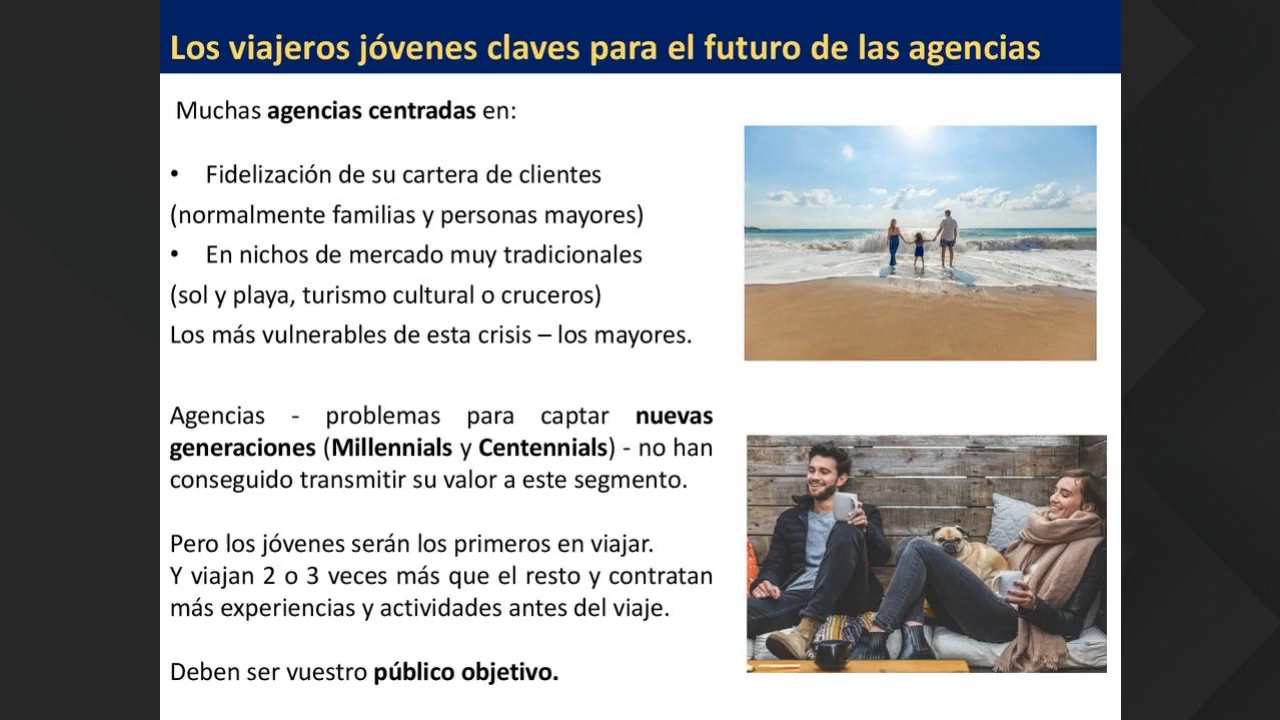 Los viajeros jóvenes claves para el futuro de las agencias
Muchas agencias centradas en:
• Fidelización de su cartera de clientes
(normalmente familias y personas mayores)
• En nichos de mercado muy tradicionales
(sol y playa, turismo cultural o cruceros)
Los más vulnerables de esta crisis – los mayores.
Agencias - problemas para captar nuevas
generaciones (Millennials y Centennials) - no han
conseguido transmitir su valor a este segmento.
Pero los jóvenes serán los primeros en viajar.
Y viajan 2 o 3 veces más que el resto y contratan
más experiencias y actividades antes del viaje.
Deben ser vuestro público objetivo.